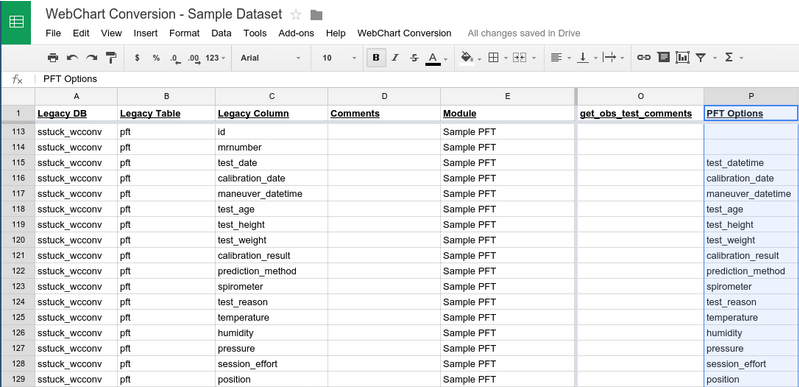 WebChart Conversion - Sample Dataset
File Edit View Insert Format Data Tools Add-ons Help WebChart Conversion All changes saved in Drive
$ % .0 .00 123 Arial 10 B I S A
fx PFT Options
A B C D E O P
1 Legacy DB Legacy Table Legacy Column Comments Module get_obs_test_comments PFT Options
113 sstuck_wcconv pft id Sample PFT
114 sstuck_wcconv pft mrnumber Sample PFT
115 sstuck_wcconv pft test_date Sample PFT test_datetime
116 sstuck_wcconv pft calibration_date Sample PFT calibration_date
117 sstuck_wcconv pft maneuver_datetime Sample PFT maneuver_datetime
118 sstuck_wcconv pft test_age Sample PFT test_age
119 sstuck_wcconv pft test_height Sample PFT test_height
120 sstuck_wcconv pft test_weight Sample PFT test_weight
121 sstuck_wcconv pft calibration_result Sample PFT calibration_result
122 sstuck_wcconv pft prediction_method Sample PFT prediction_method
123 sstuck_wcconv pft spirometer Sample PFT spirometer
124 sstuck_wcconv pft test_reason Sample PFT test_reason
125 sstuck_wcconv pft temperature Sample PFT temperature
126 sstuck_wcconv pft humidity Sample PFT humidity
127 sstuck_wcconv pft pressure Sample PFT pressure
128 sstuck_wcconv pft session_effort Sample PFT session_effort
129 sstuck_wcconv pft position Sample PFT position